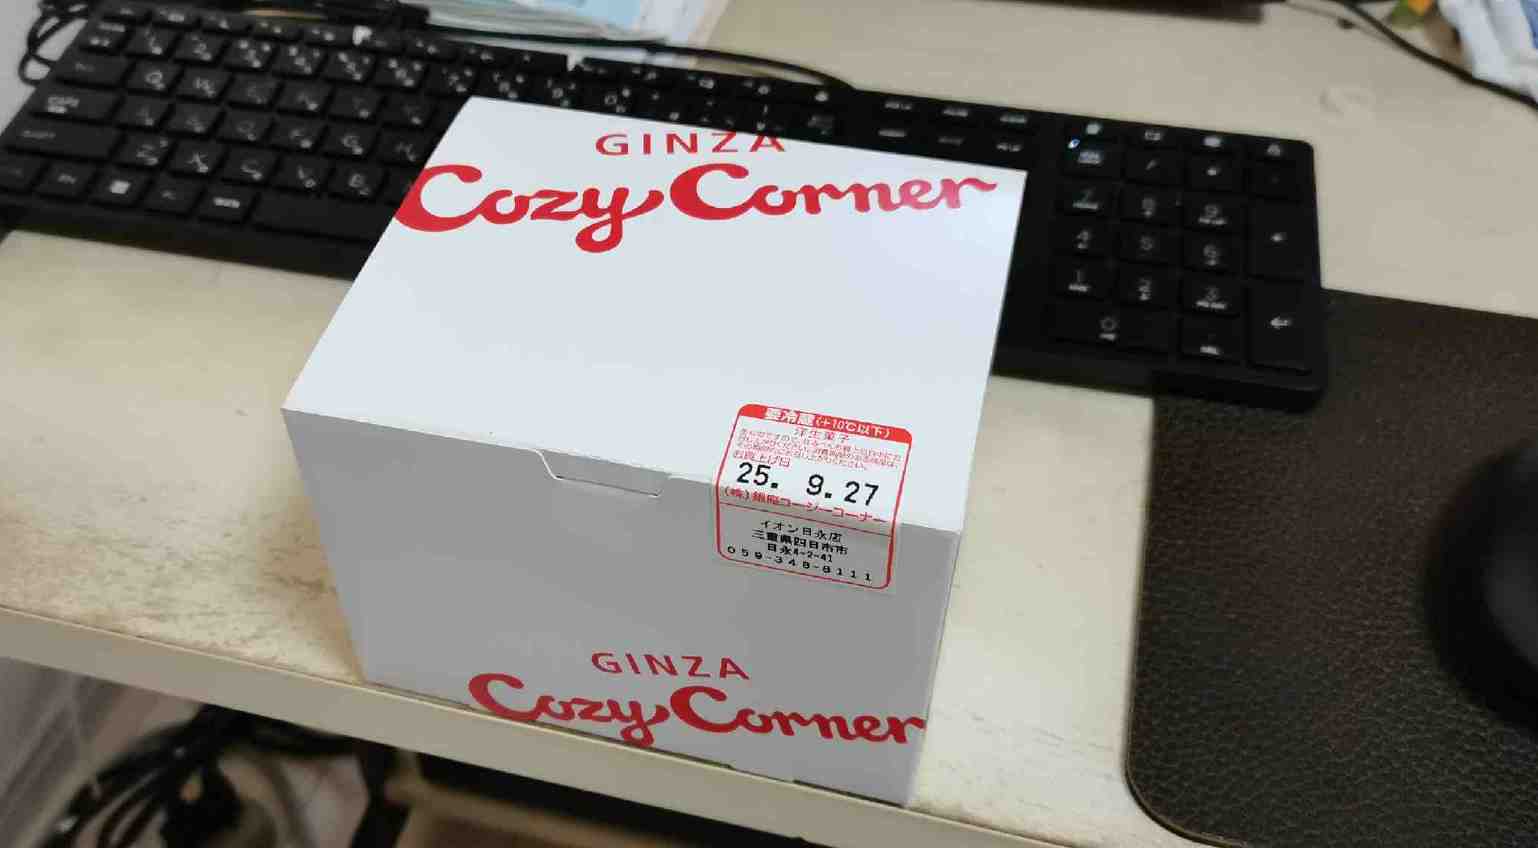 GINZA
Cozy Corner
要冷蔵(+10℃以下)
洋生菓子
お買上げ日
25. 9.27
(株)銀座コージーコーナー
イオン日永店
三重県四日市市
日永4-2-41
059-348-8111
GINZA
Cozy Corner